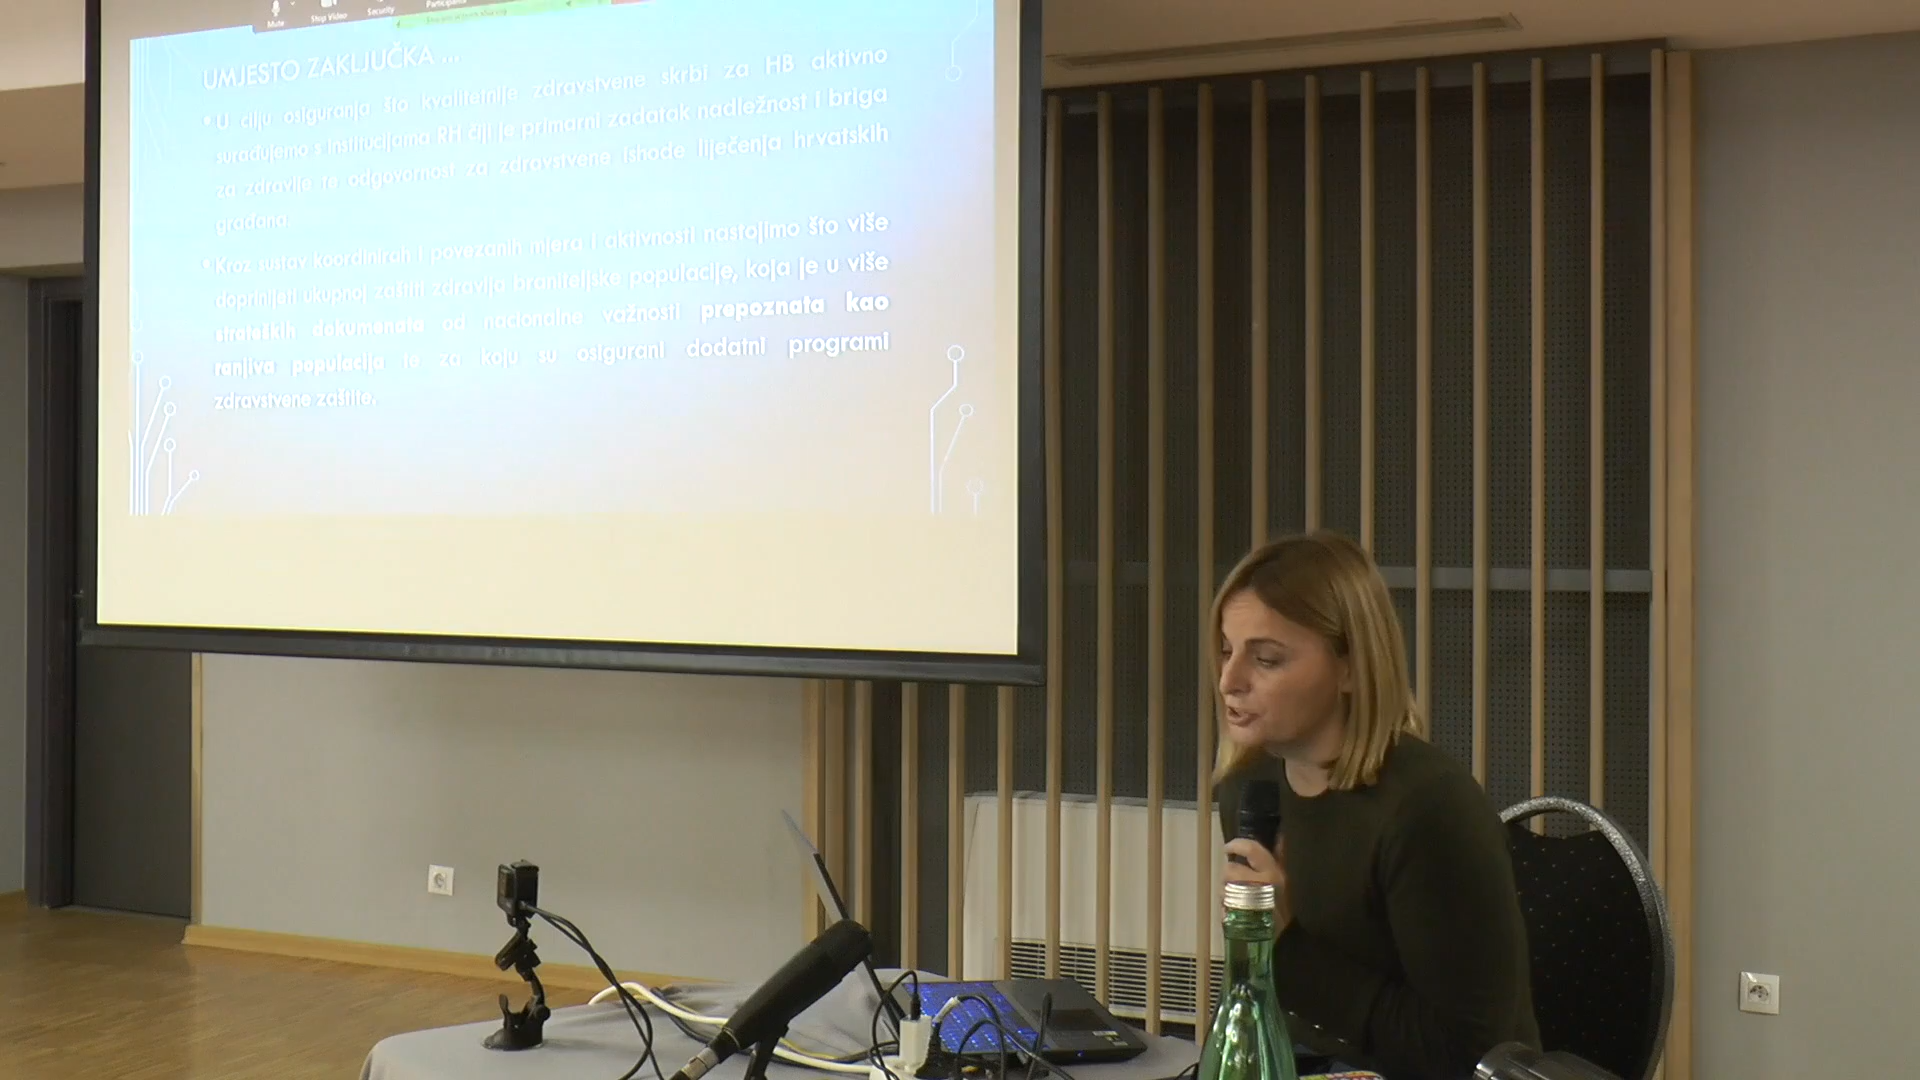 Mute
Stop Video
Security
Participants
UMJESTO ZAKLJUČKA ...
• U cilju osiguranja što kvalitetnije zdravstvene skrbi za HB aktivno
surađujemo s institucijama RH čiji je primarni zadatak nadležnost i briga
za zdravlje te odgovornost za zdravstvene ishode liječenja hrvatskih
građana.
• Kroz sustav koordiniranih i povezanih mjera i aktivnosti nastojimo što više
doprinijeti ukupnoj zaštiti zdravlja braniteljske populacije, koja je u više
strateških dokumenata od nacionalne važnosti prepoznata kao
ranjiva populacija te za koju su osigurani dodatni programi
zdravstvene zaštite.